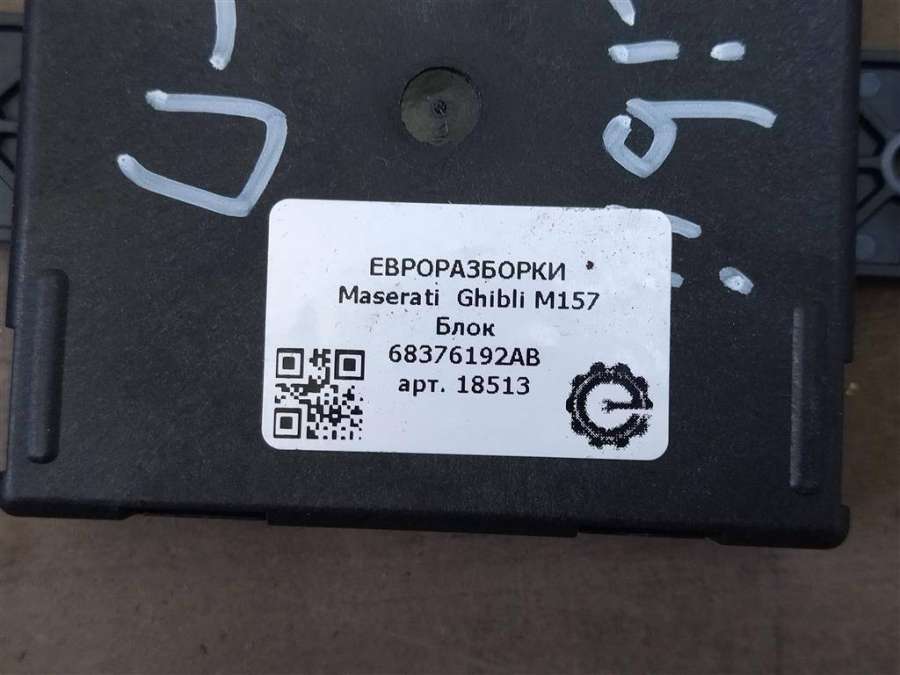 ЕВРОРАЗБОРКИ
Maserati Ghibli M157
Блок
68376192AB
арт. 18513